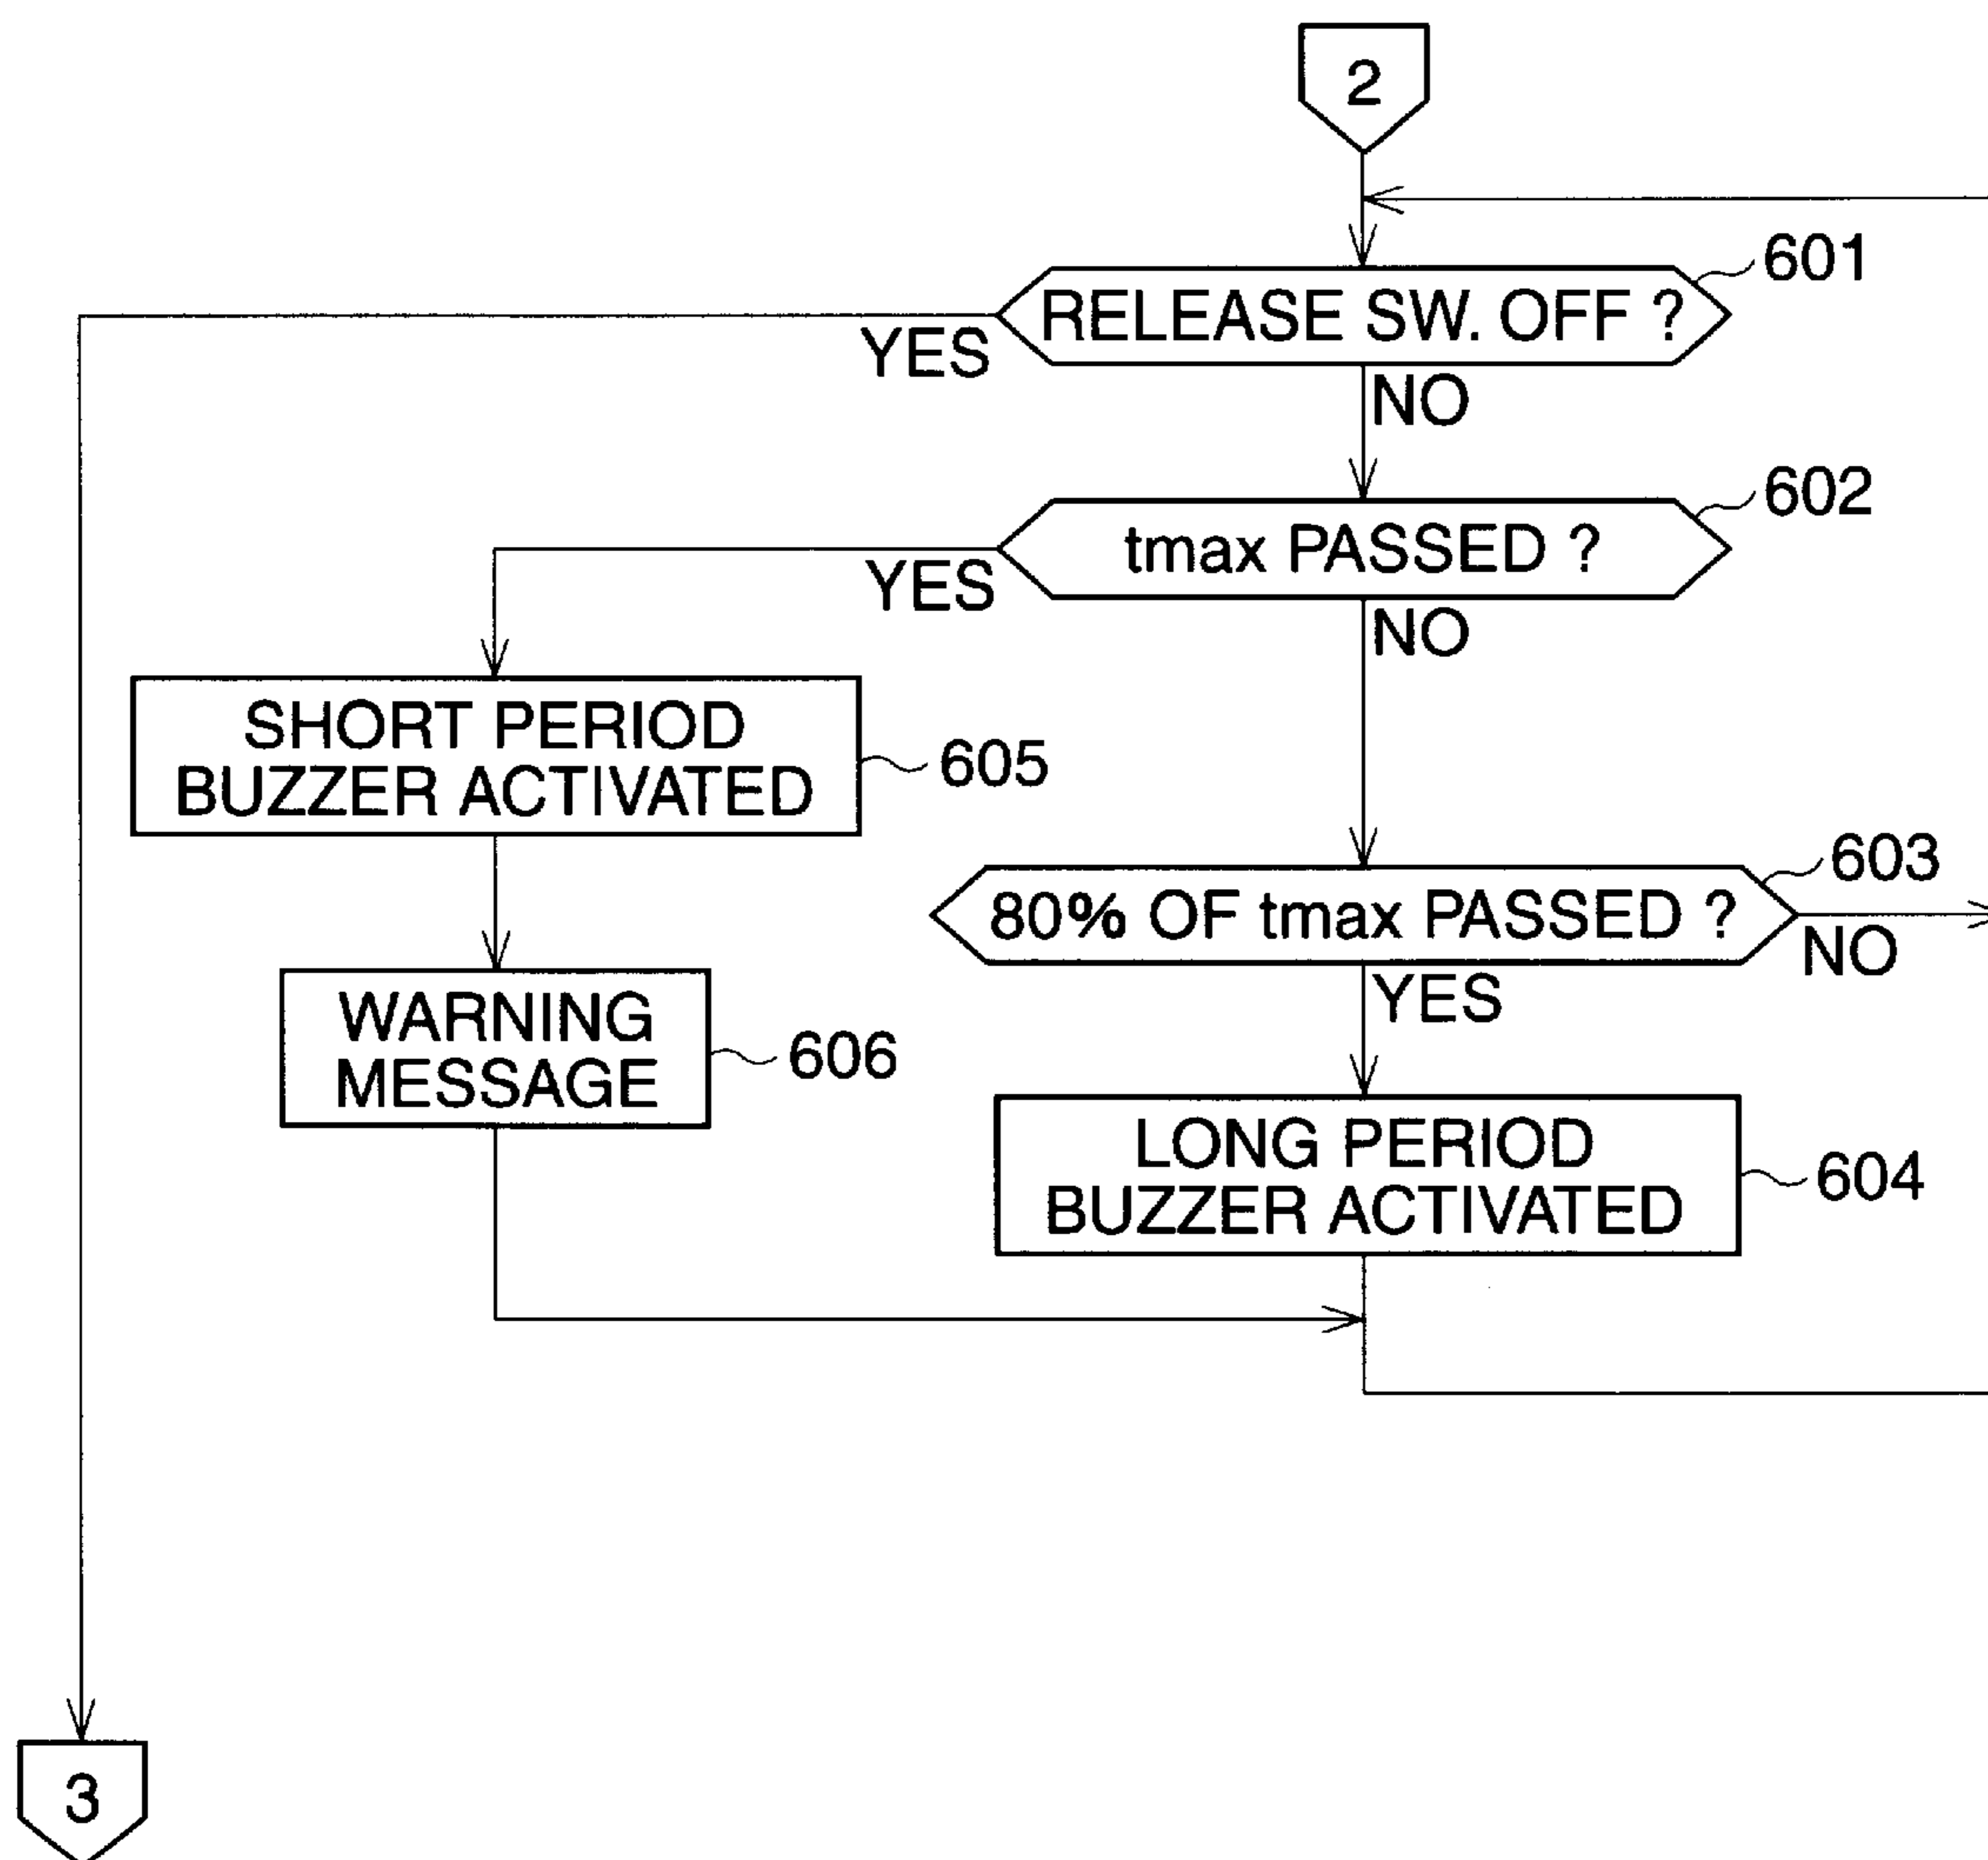 2
601
RELEASE SW. OFF ?
YES
NO
602
tmax PASSED ?
YES
NO
SHORT PERIOD
BUZZER ACTIVATED
605
603
80% OF tmax PASSED ?
NO
YES
WARNING
MESSAGE
606
LONG PERIOD
BUZZER ACTIVATED
604
3